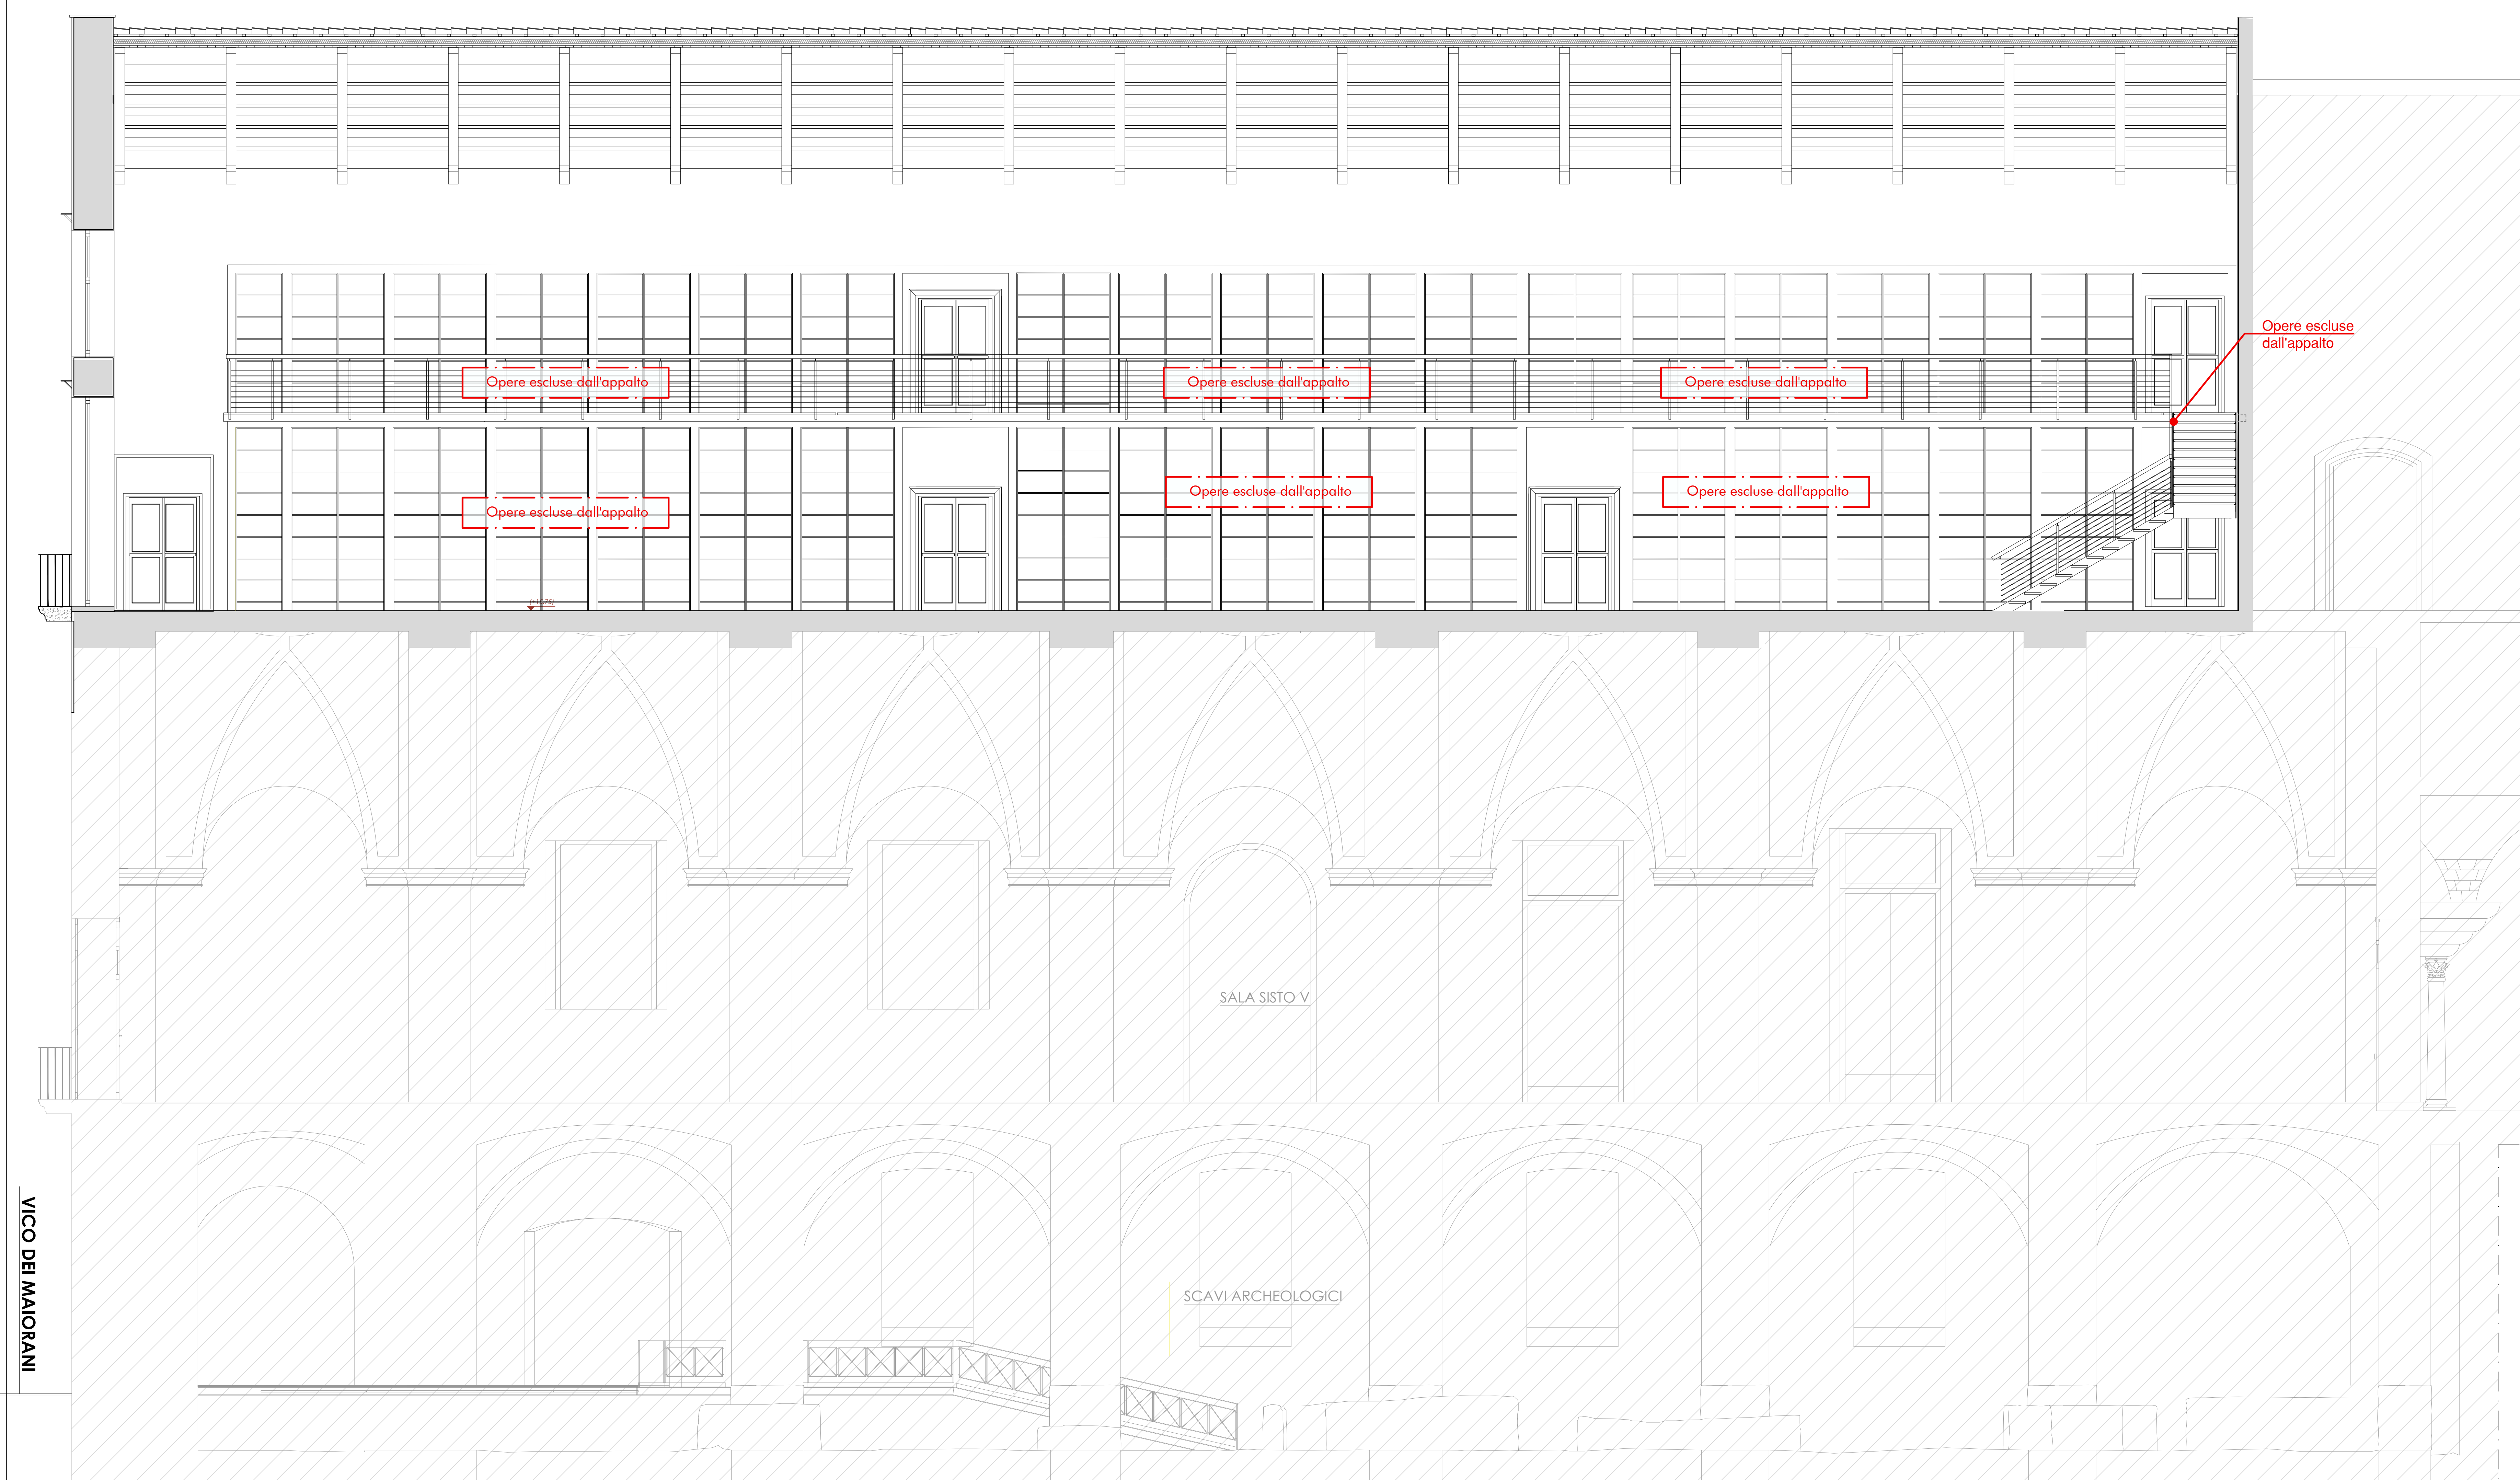 Opere escluse
dall'appalto
Opere escluse dall'appalto
Opere escluse dall'appalto
Opere escluse dall'appalto
Opere escluse dall'appalto
Opere escluse dall'appalto
Opere escluse dall'appalto
SALA SISTO V
SCAVI ARCHEOLOGICI
VICO DEI MAIORANI